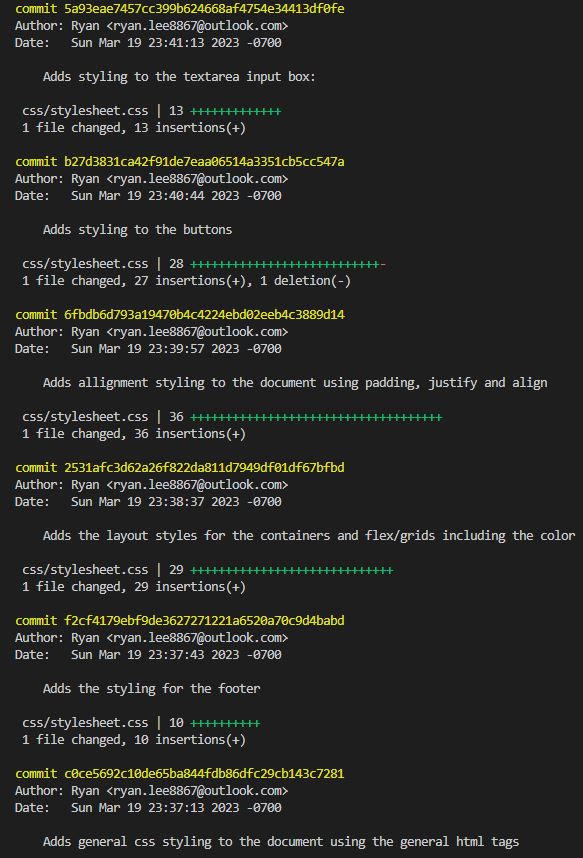 commit 5a93eae7457cc399b624668af4754e34413df0fe
Author: Ryan <ryan.lee8867@outlook.com>
Date:   Sun Mar 19 23:41:13 2023 -0700
Adds styling to the textarea input box:
css/stylesheet.css | 13 +++++++++++++
1 file changed, 13 insertions(+)
commit b27d3831ca42f91de7eaa06514a3351cb5cc547a
Author: Ryan <ryan.lee8867@outlook.com>
Date:   Sun Mar 19 23:40:44 2023 -0700
Adds styling to the buttons
css/stylesheet.css | 28 +++++++++++++++++++++++++++-
1 file changed, 27 insertions(+), 1 deletion(-)
commit 6fbdb6d793a19470b4c4224ebd02eeb4c3889d14
Author: Ryan <ryan.lee8867@outlook.com>
Date:   Sun Mar 19 23:39:57 2023 -0700
Adds allignment styling to the document using padding, justify and align
css/stylesheet.css | 36 ++++++++++++++++++++++++++++++++++++
1 file changed, 36 insertions(+)
commit 2531afc3d62a26f822da811d7949df01df67bfbd
Author: Ryan <ryan.lee8867@outlook.com>
Date:   Sun Mar 19 23:38:37 2023 -0700
Adds the layout styles for the containers and flex/grids including the color
css/stylesheet.css | 29 +++++++++++++++++++++++++++++
1 file changed, 29 insertions(+)
commit f2cf4179ebf9de3627271221a6520a70c9d4babd
Author: Ryan <ryan.lee8867@outlook.com>
Date:   Sun Mar 19 23:37:43 2023 -0700
Adds the styling for the footer
css/stylesheet.css | 10 ++++++++++
1 file changed, 10 insertions(+)
commit c0ce5692c10de65ba844fdb86dfc29cb143c7281
Author: Ryan <ryan.lee8867@outlook.com>
Date:   Sun Mar 19 23:37:13 2023 -0700
Adds general css styling to the document using the general html tags